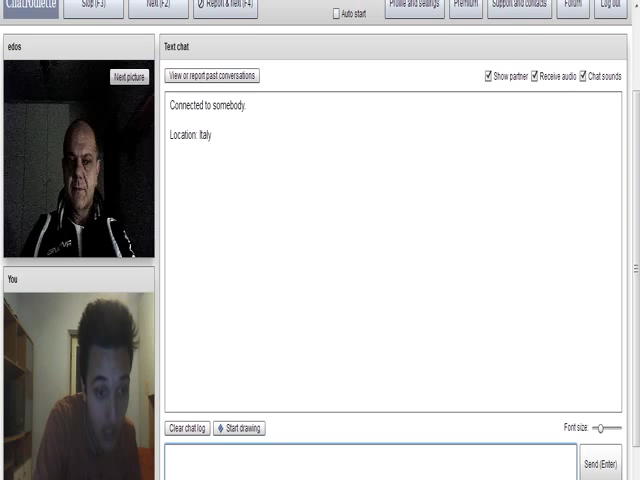 Chatroulette
Stop (F3)
Next (F2)
Report & next (F4)
Auto start
Profile and settings
Premium
Support and contacts
Forum
Log out
edos
Next picture
Text chat
View or report past conversations
Show partner
Receive audio
Chat sounds
Connected to somebody.
Location: Italy
You
Clear chat log
Start drawing
Font size:
Send (Enter)